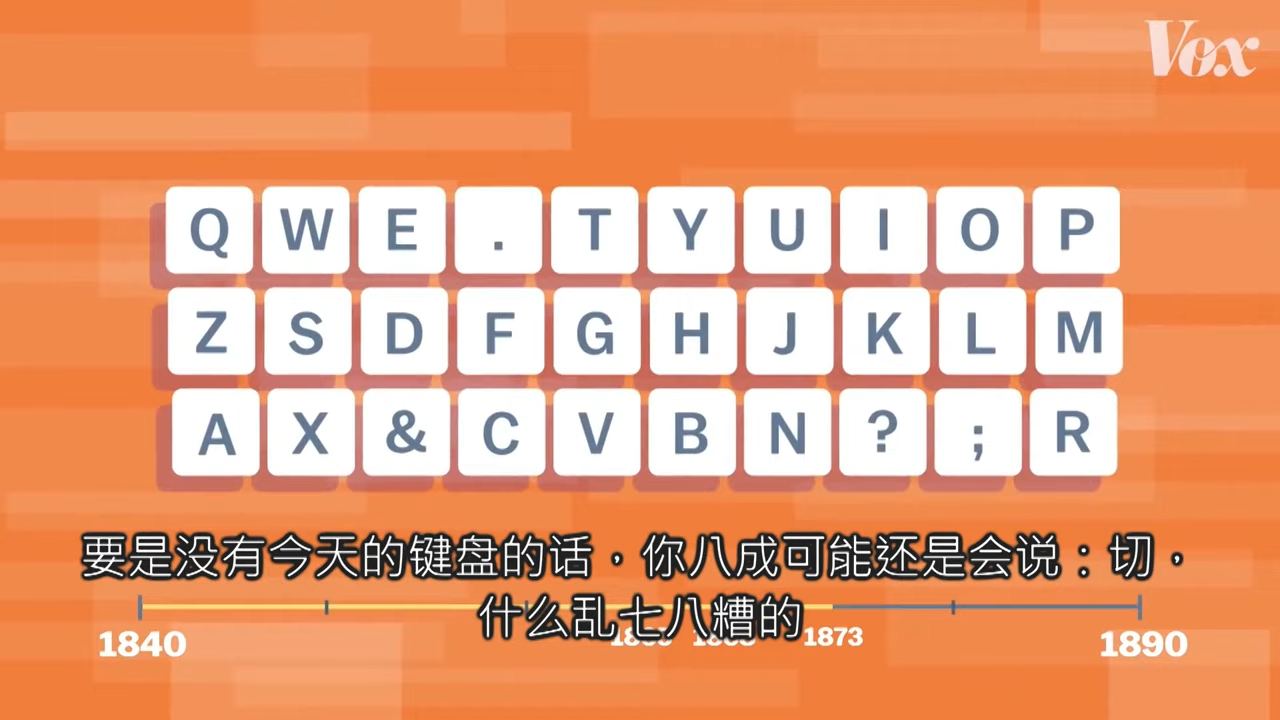 Vox
Q W E . T Y U I O P
Z S D F G H J K L M
A X & C V B N ? ; R
要是没有今天的键盘的话，你八成可能还是会说：切，
什么乱七八糟的
1840 1873 1890